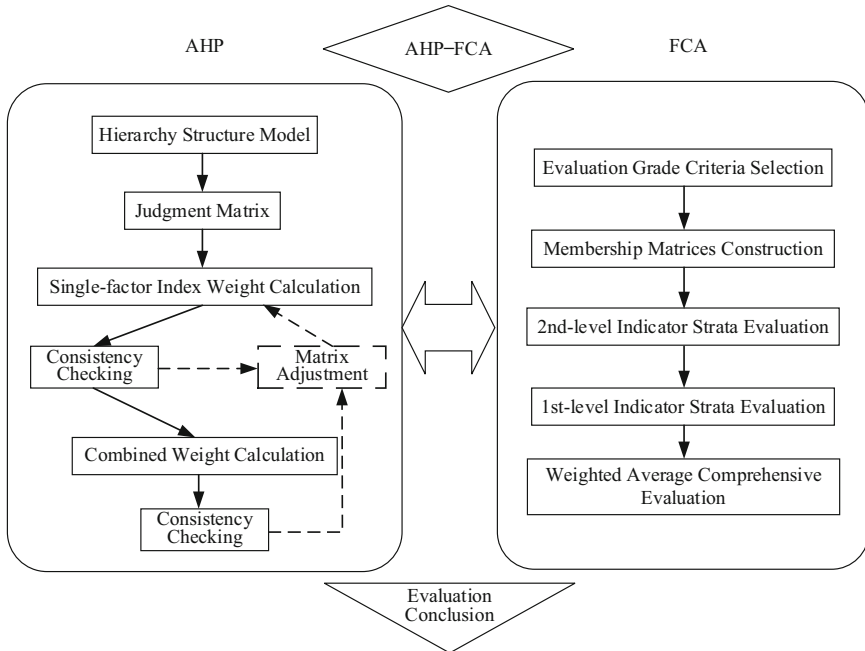 AHP
AHP–FCA
FCA
Hierarchy Structure Model
Judgment Matrix
Single-factor Index Weight Calculation
Consistency
Checking
Matrix
Adjustment
Combined Weight Calculation
Consistency
Checking
Evaluation Grade Criteria Selection
Membership Matrices Construction
2nd-level Indicator Strata Evaluation
1st-level Indicator Strata Evaluation
Weighted Average Comprehensive
Evaluation
Evaluation
Conclusion